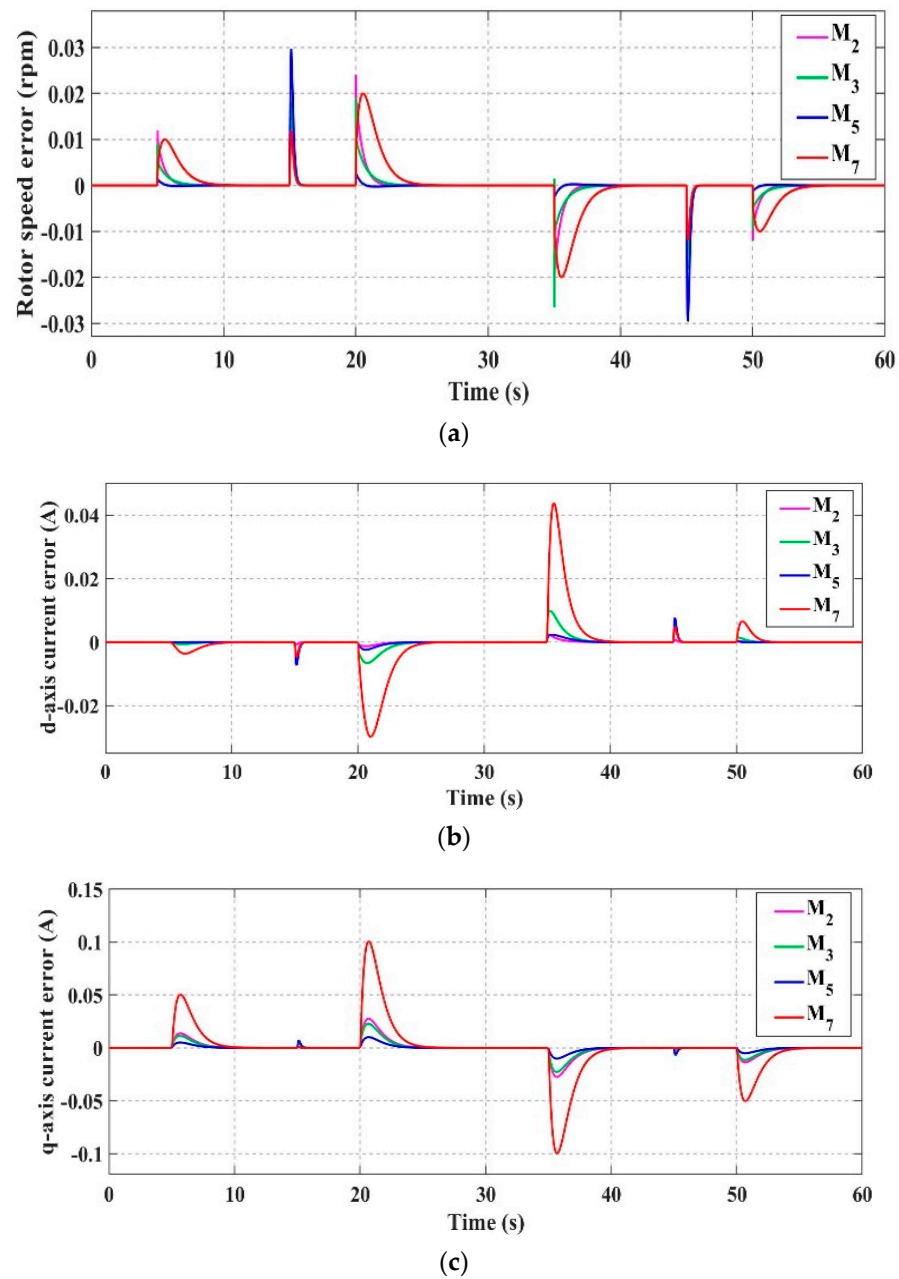 Rotor speed error (rpm)
0.03
0.02
0.01
0
-0.01
-0.02
-0.03
0 10 20 30 40 50 60
Time (s)
M2
M3
M5
M7
(a)
d-axis current error (A)
0.04
0.02
0
-0.02
0 10 20 30 40 50 60
Time (s)
M2
M3
M5
M7
(b)
q-axis current error (A)
0.15
0.1
0.05
0
-0.05
-0.1
0 10 20 30 40 50 60
Time (s)
M2
M3
M5
M7
(c)